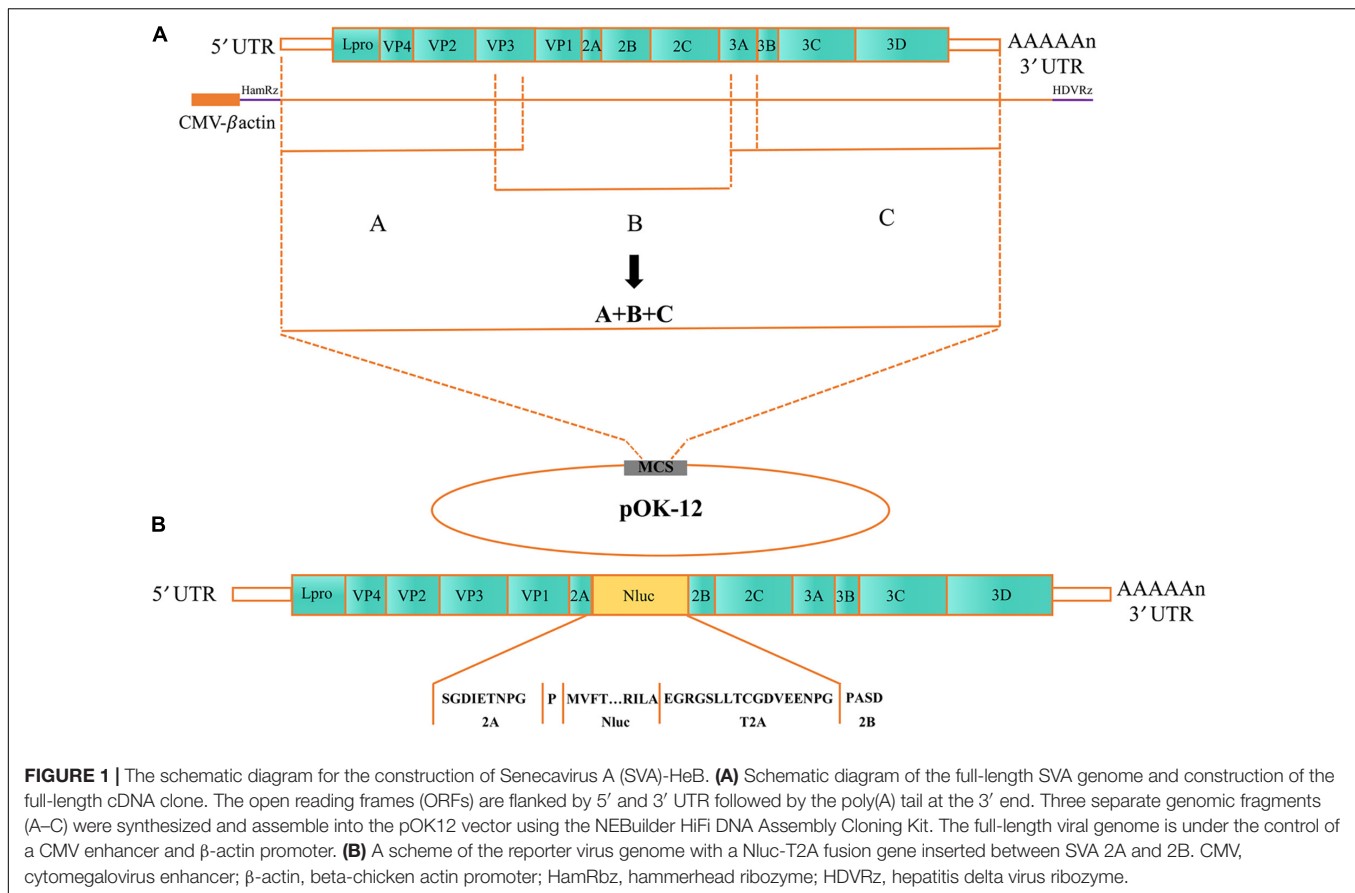 A
5′ UTR
Lpro VP4 VP2 VP3 VP1 2A 2B 2C 3A 3B 3C 3D
AAAAAn
3′ UTR
HamRz
HDVRz
CMV-βactin
A
B
C
A+B+C
MCS
pOK-12
B
5′ UTR
Lpro VP4 VP2 VP3 VP1 2A Nluc 2B 2C 3A 3B 3C 3D
AAAAAn
3′ UTR
SGDIETNPG P MVFT...RILA EGRGSLLTCGDVEENPG PASD
2A Nluc T2A 2B
FIGURE 1 | The schematic diagram for the construction of Senecavirus A (SVA)-HeB. (A) Schematic diagram of the full-length SVA genome and construction of the
full-length cDNA clone. The open reading frames (ORFs) are flanked by 5′ and 3′ UTR followed by the poly(A) tail at the 3′ end. Three separate genomic fragments
(A–C) were synthesized and assemble into the pOK12 vector using the NEBuilder HiFi DNA Assembly Cloning Kit. The full-length viral genome is under the control of
a CMV enhancer and β-actin promoter. (B) A scheme of the reporter virus genome with a Nluc-T2A fusion gene inserted between SVA 2A and 2B. CMV,
cytomegalovirus enhancer; β-actin, beta-chicken actin promoter; HamRbz, hammerhead ribozyme; HDVRz, hepatitis delta virus ribozyme.